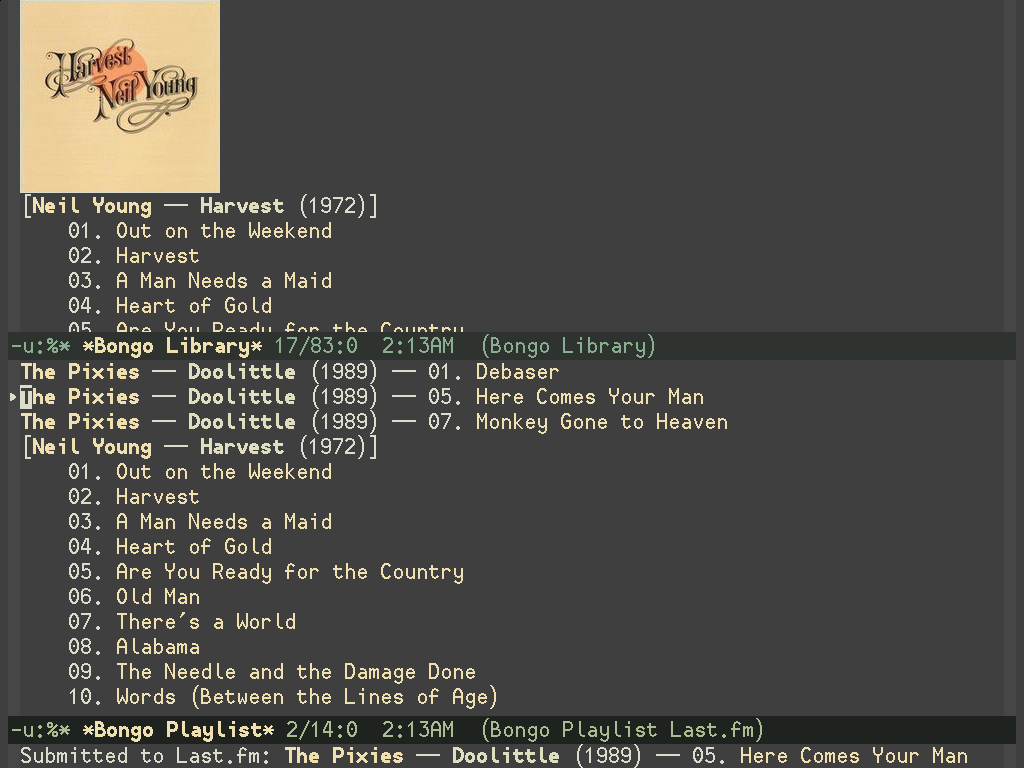 Harvest
Neil Young
[Neil Young — Harvest (1972)]
01. Out on the Weekend
02. Harvest
03. A Man Needs a Maid
04. Heart of Gold
05. Are You Ready for the Country
-u:%* *Bongo Library* 17/83:0 2:13AM (Bongo Library)
The Pixies — Doolittle (1989) — 01. Debaser
The Pixies — Doolittle (1989) — 05. Here Comes Your Man
The Pixies — Doolittle (1989) — 07. Monkey Gone to Heaven
[Neil Young — Harvest (1972)]
01. Out on the Weekend
02. Harvest
03. A Man Needs a Maid
04. Heart of Gold
05. Are You Ready for the Country
06. Old Man
07. There's a World
08. Alabama
09. The Needle and the Damage Done
10. Words (Between the Lines of Age)
-u:%* *Bongo Playlist* 2/14:0 2:13AM (Bongo Playlist Last.fm)
Submitted to Last.fm: The Pixies — Doolittle (1989) — 05. Here Comes Your Man